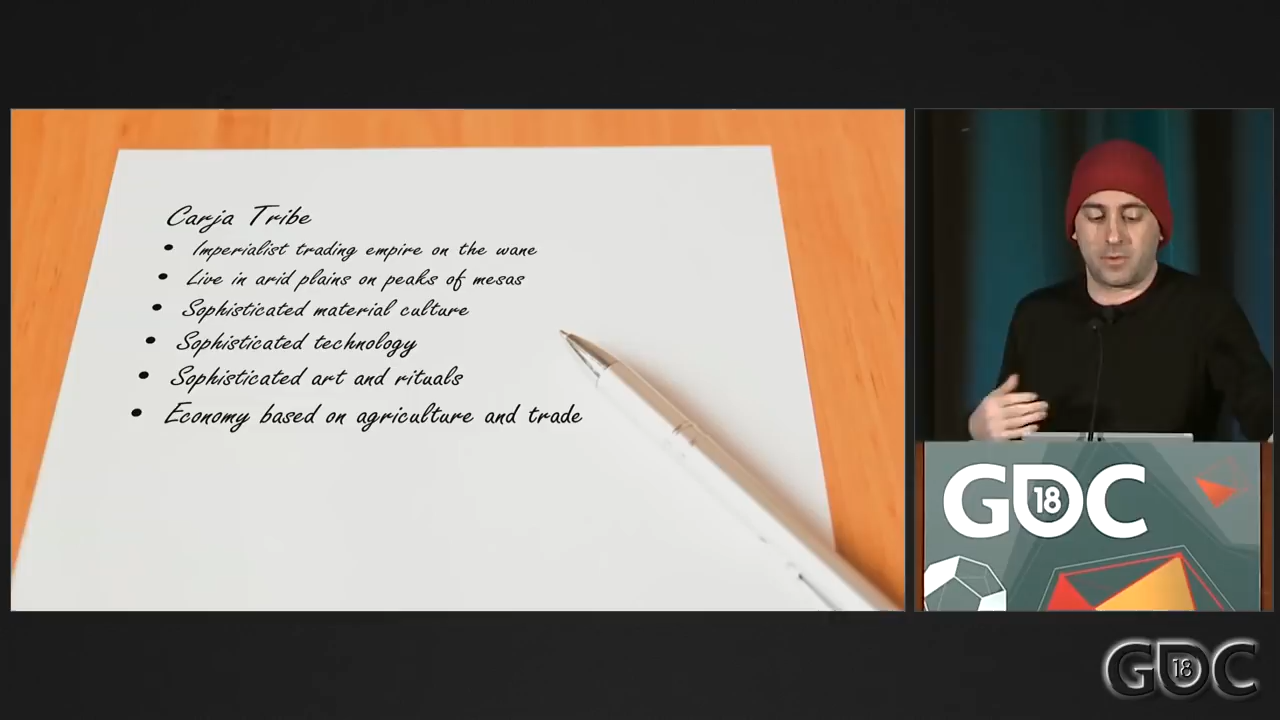 Carja Tribe
• Imperialist trading empire on the wane
• Live in arid plains on peaks of mesas
• Sophisticated material culture
• Sophisticated technology
• Sophisticated art and rituals
• Economy based on agriculture and trade
GDC 18
GDC 18